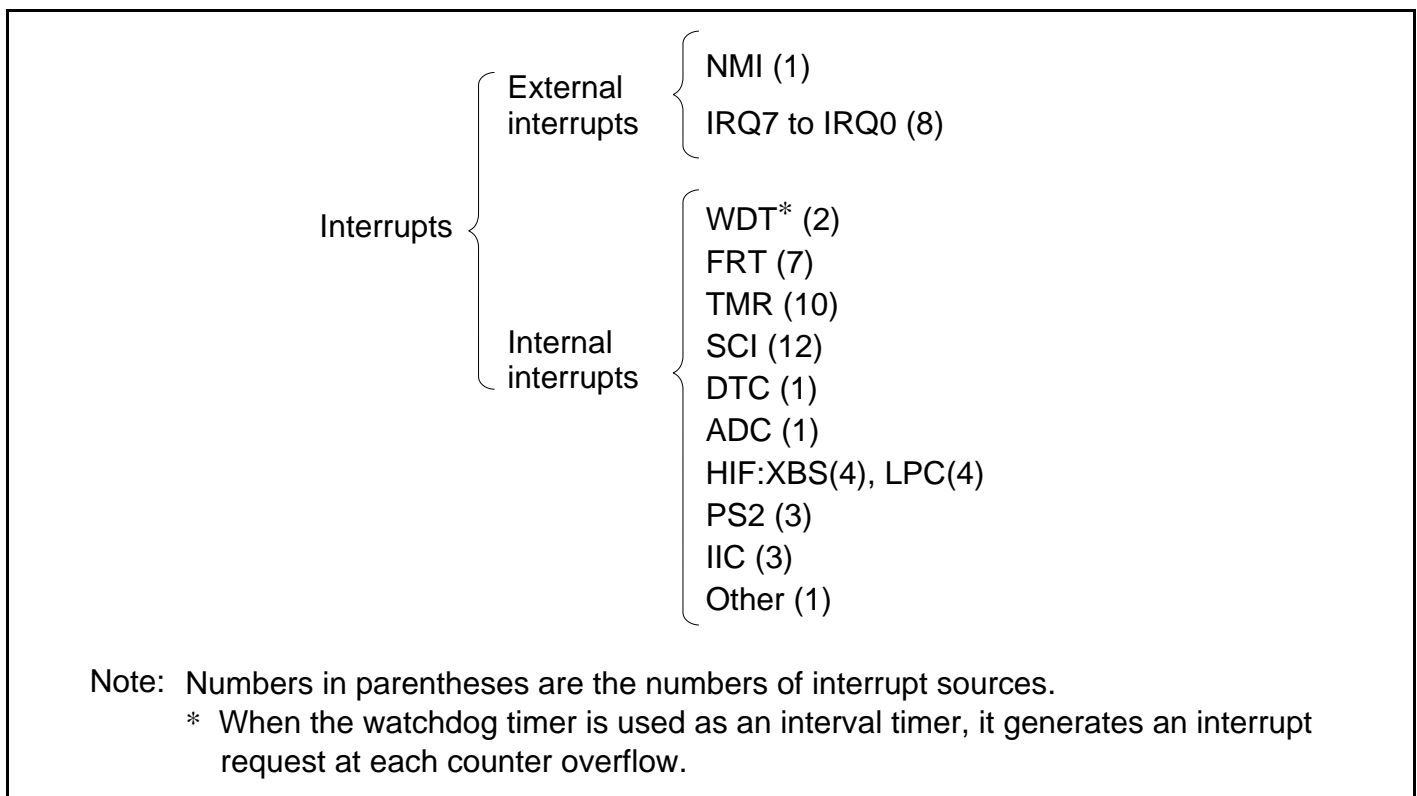 Interrupts
External
interrupts
NMI (1)
IRQ7 to IRQ0 (8)
Internal
interrupts
WDT* (2)
FRT (7)
TMR (10)
SCI (12)
DTC (1)
ADC (1)
HIF:XBS(4), LPC(4)
PS2 (3)
IIC (3)
Other (1)
Note: Numbers in parentheses are the numbers of interrupt sources.
* When the watchdog timer is used as an interval timer, it generates an interrupt
request at each counter overflow.